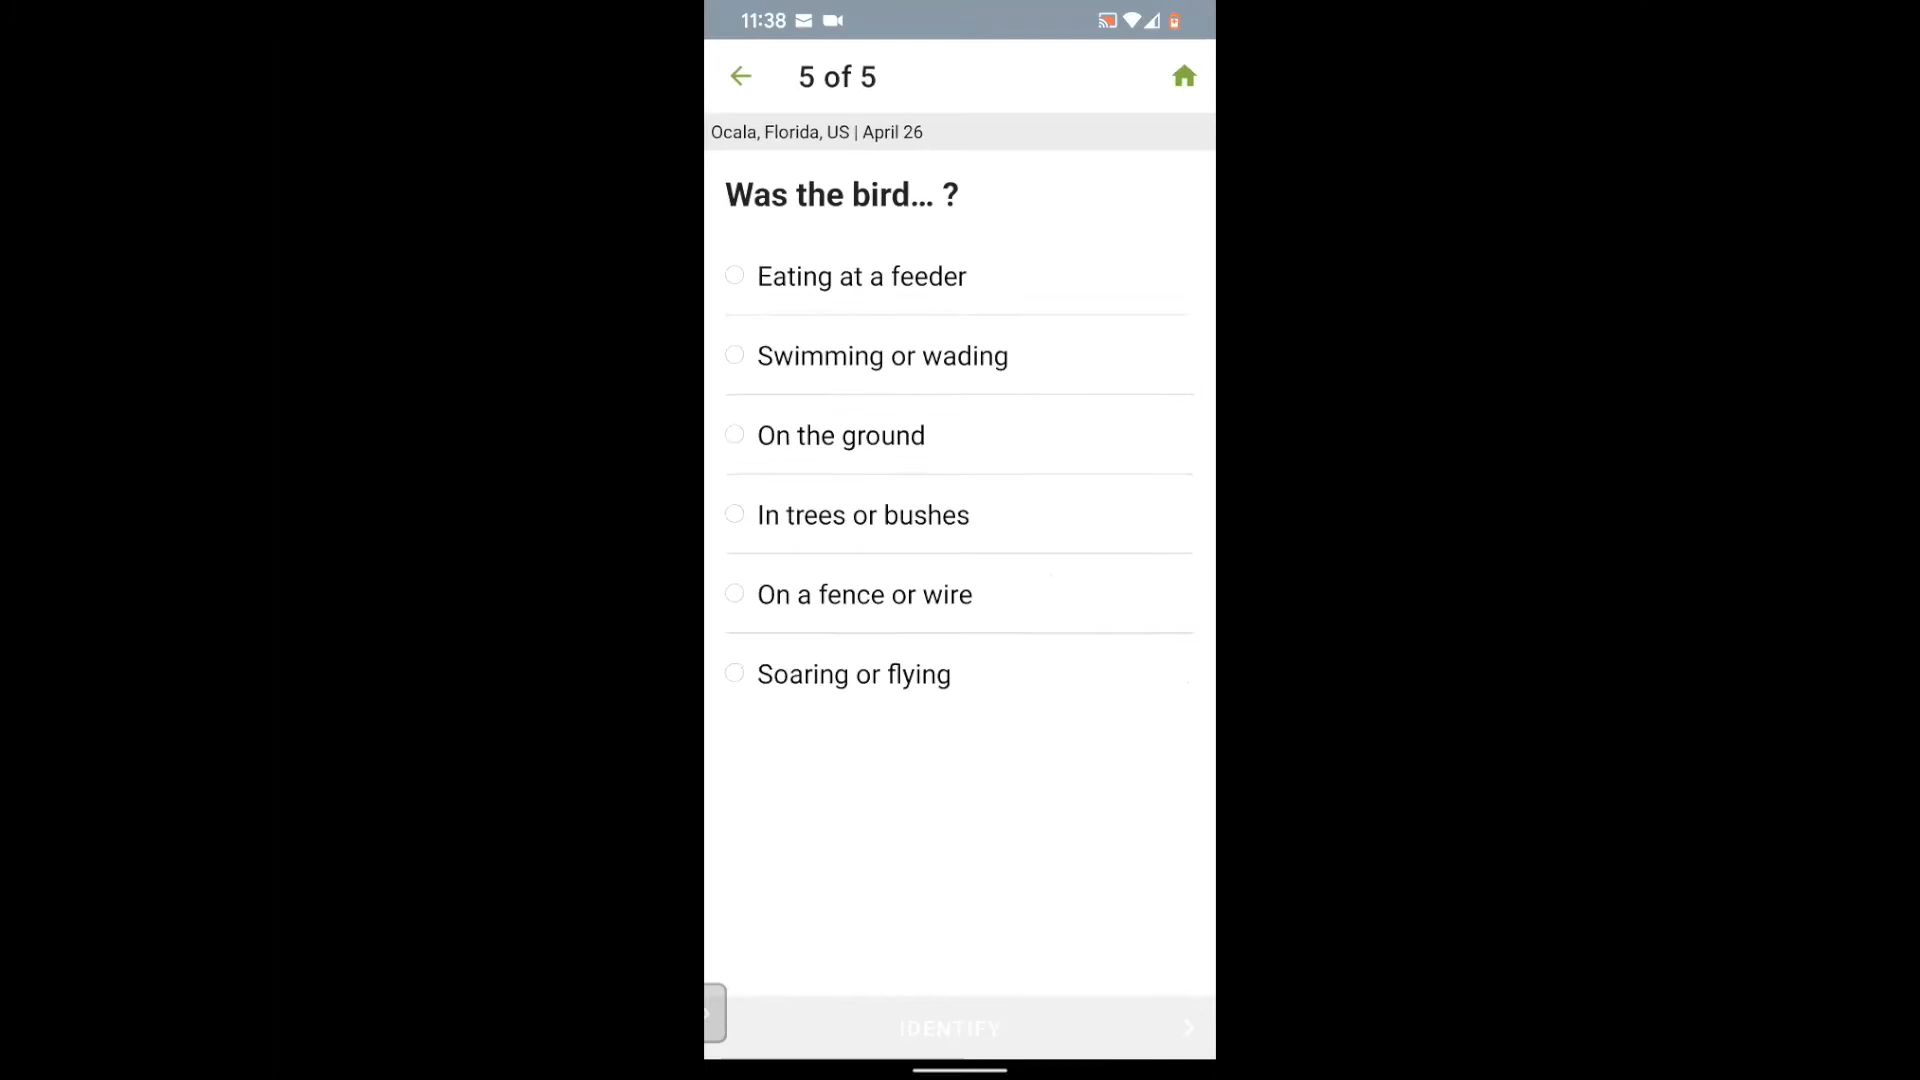 11:38
5 of 5
Ocala, Florida, US | April 26
Was the bird... ?
Eating at a feeder
Swimming or wading
On the ground
In trees or bushes
On a fence or wire
Soaring or flying
IDENTIFY